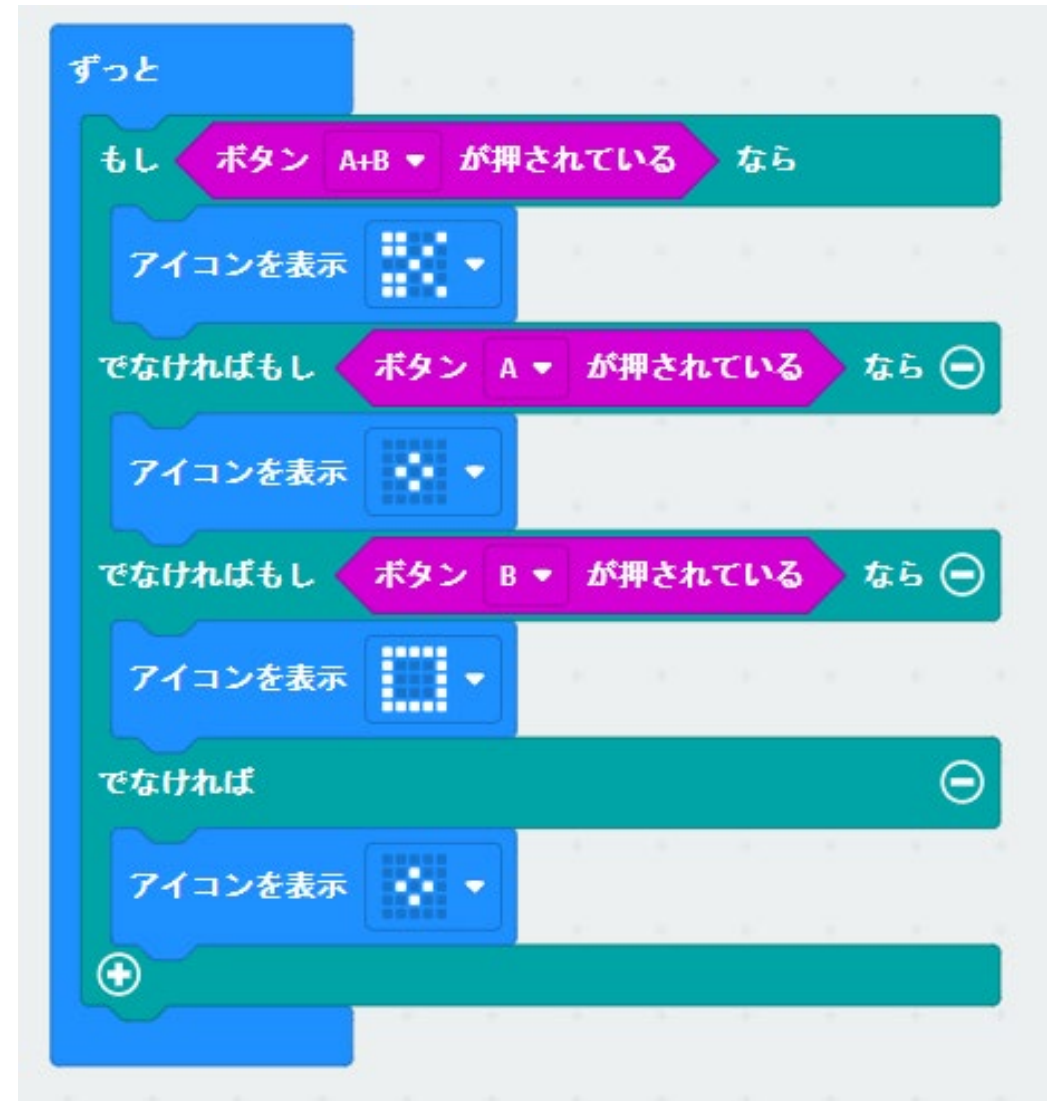 ずっと
もし ボタン A+B が押されている なら
アイコンを表示
でなければもし ボタン A が押されている なら
アイコンを表示
でなければもし ボタン B が押されている なら
アイコンを表示
でなければ
アイコンを表示